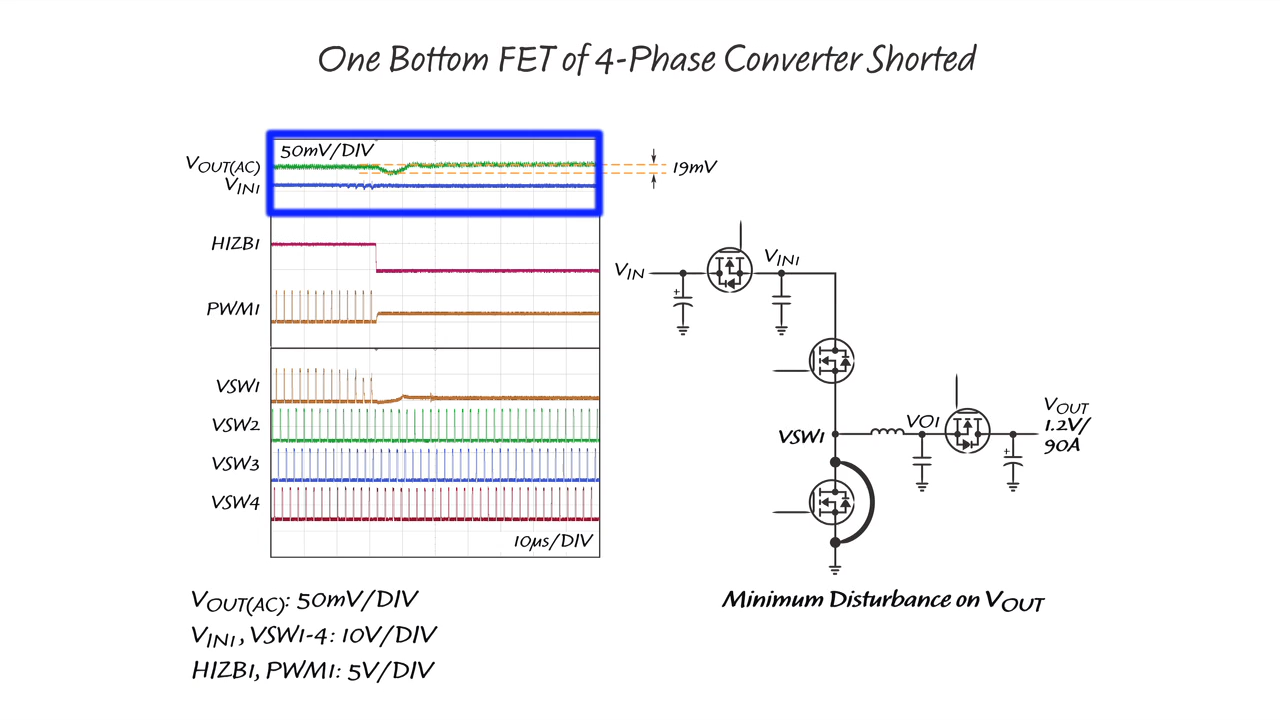 One Bottom FET of 4-Phase Converter Shorted
50mV/DIV
VOUT(AC)
VIN1
19mV
HIZB1
PWM1
VSW1
VSW2
VSW3
VSW4
10µs/DIV
VIN
VIN1
VSW1
VO1
VOUT
1.2V/
90A
VOUT(AC): 50mV/DIV
VIN1, VSW1-4: 10V/DIV
HIZB1, PWM1: 5V/DIV
Minimum Disturbance on VOUT